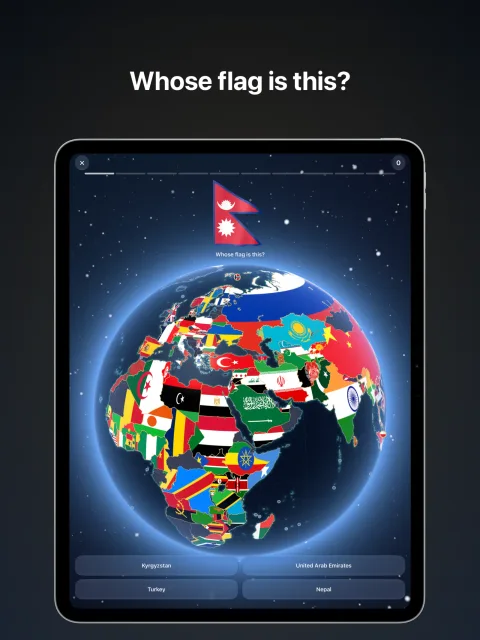 Whose flag is this?
×
0
Whose flag is this?
Kyrgyzstan
United Arab Emirates
Turkey
Nepal